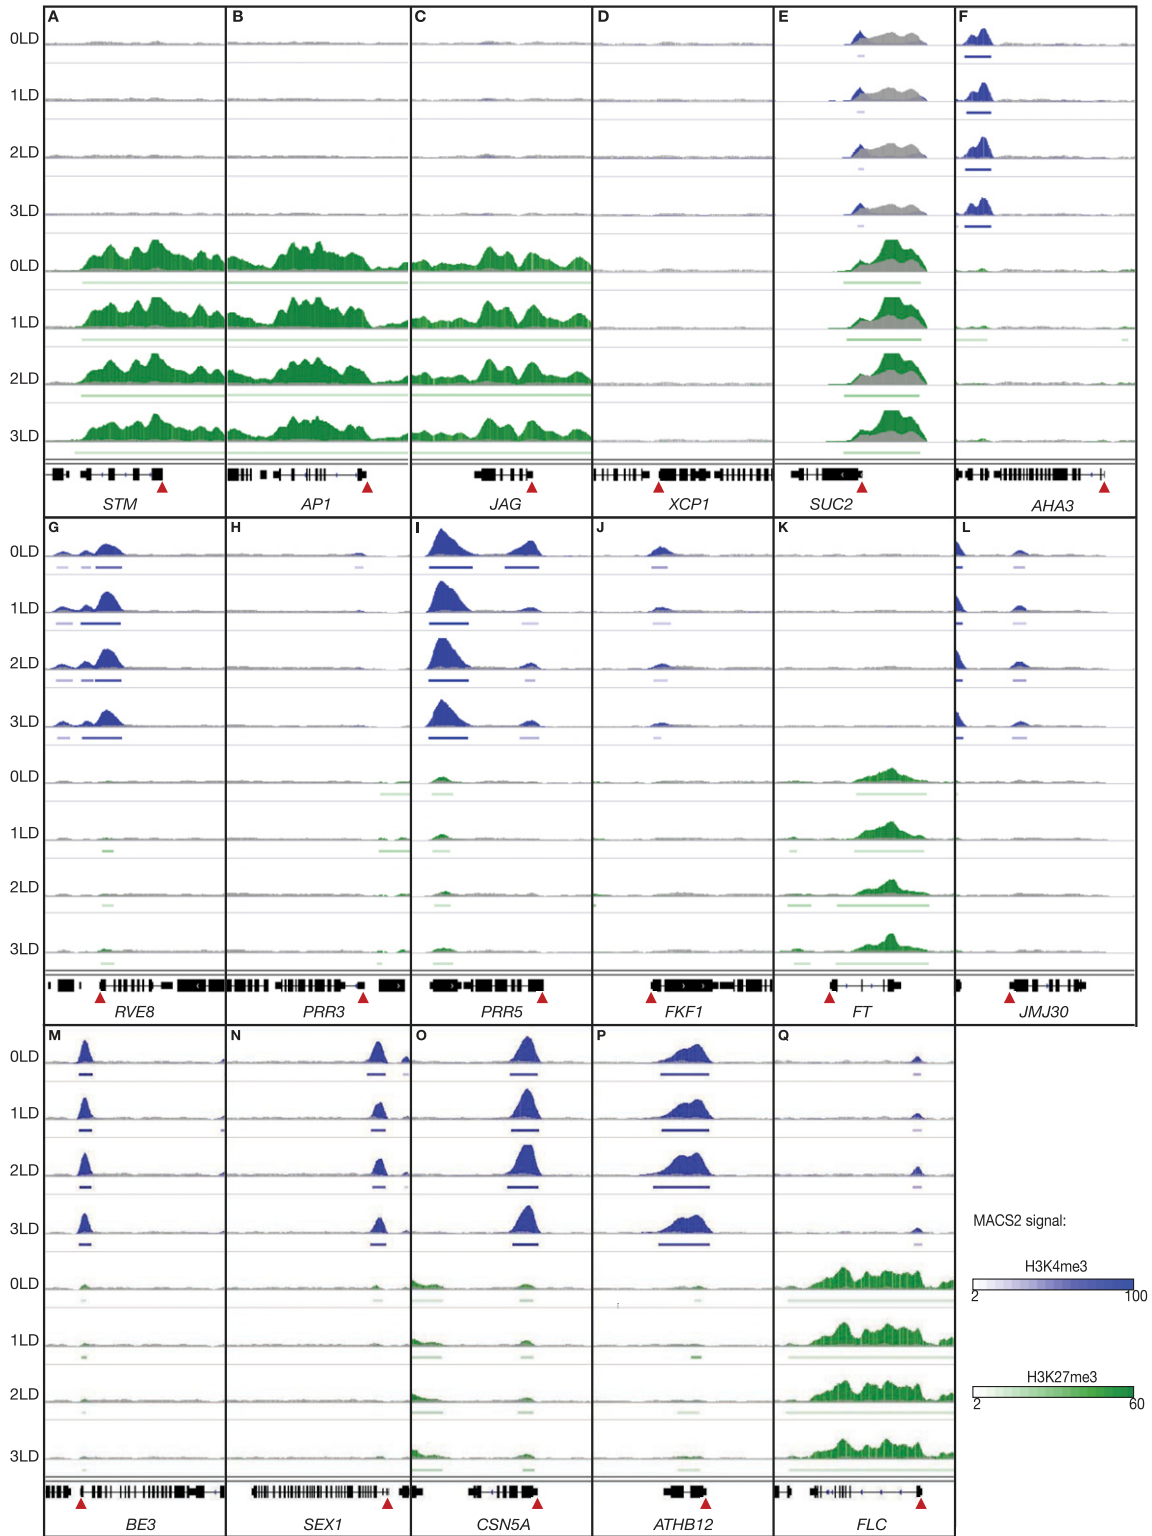 A B C D E F
0LD
1LD
2LD
3LD
0LD
1LD
2LD
3LD
STM AP1 JAG XCP1 SUC2 AHA3
G H I J K L
0LD
1LD
2LD
3LD
0LD
1LD
2LD
3LD
RVE8 PRR3 PRR5 FKF1 FT JMJ30
M N O P Q
0LD
1LD
2LD
3LD
0LD
1LD
2LD
3LD
BE3 SEX1 CSN5A ATHB12 FLC
MACS2 signal:
H3K4me3
2 100
H3K27me3
2 60